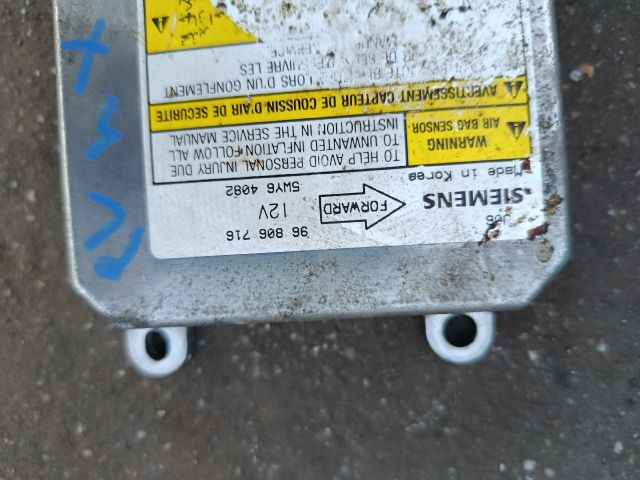 J06
96 806 716
SIEMENS
FORWARD
12V
Made in Korea
5WY6 4082
WARNING
AIR BAG SENSOR
TO HELP AVOID PERSONAL INJURY DUE
TO UNWANTED INFLATION FOLLOW ALL
INSTRUCTION IN THE SERVICE MANUAL
AVERTISSEMENT CAPTEUR DE COUSSIN D'AIR DE SECURITE
LORS D'UN GONFLEMENT
LES